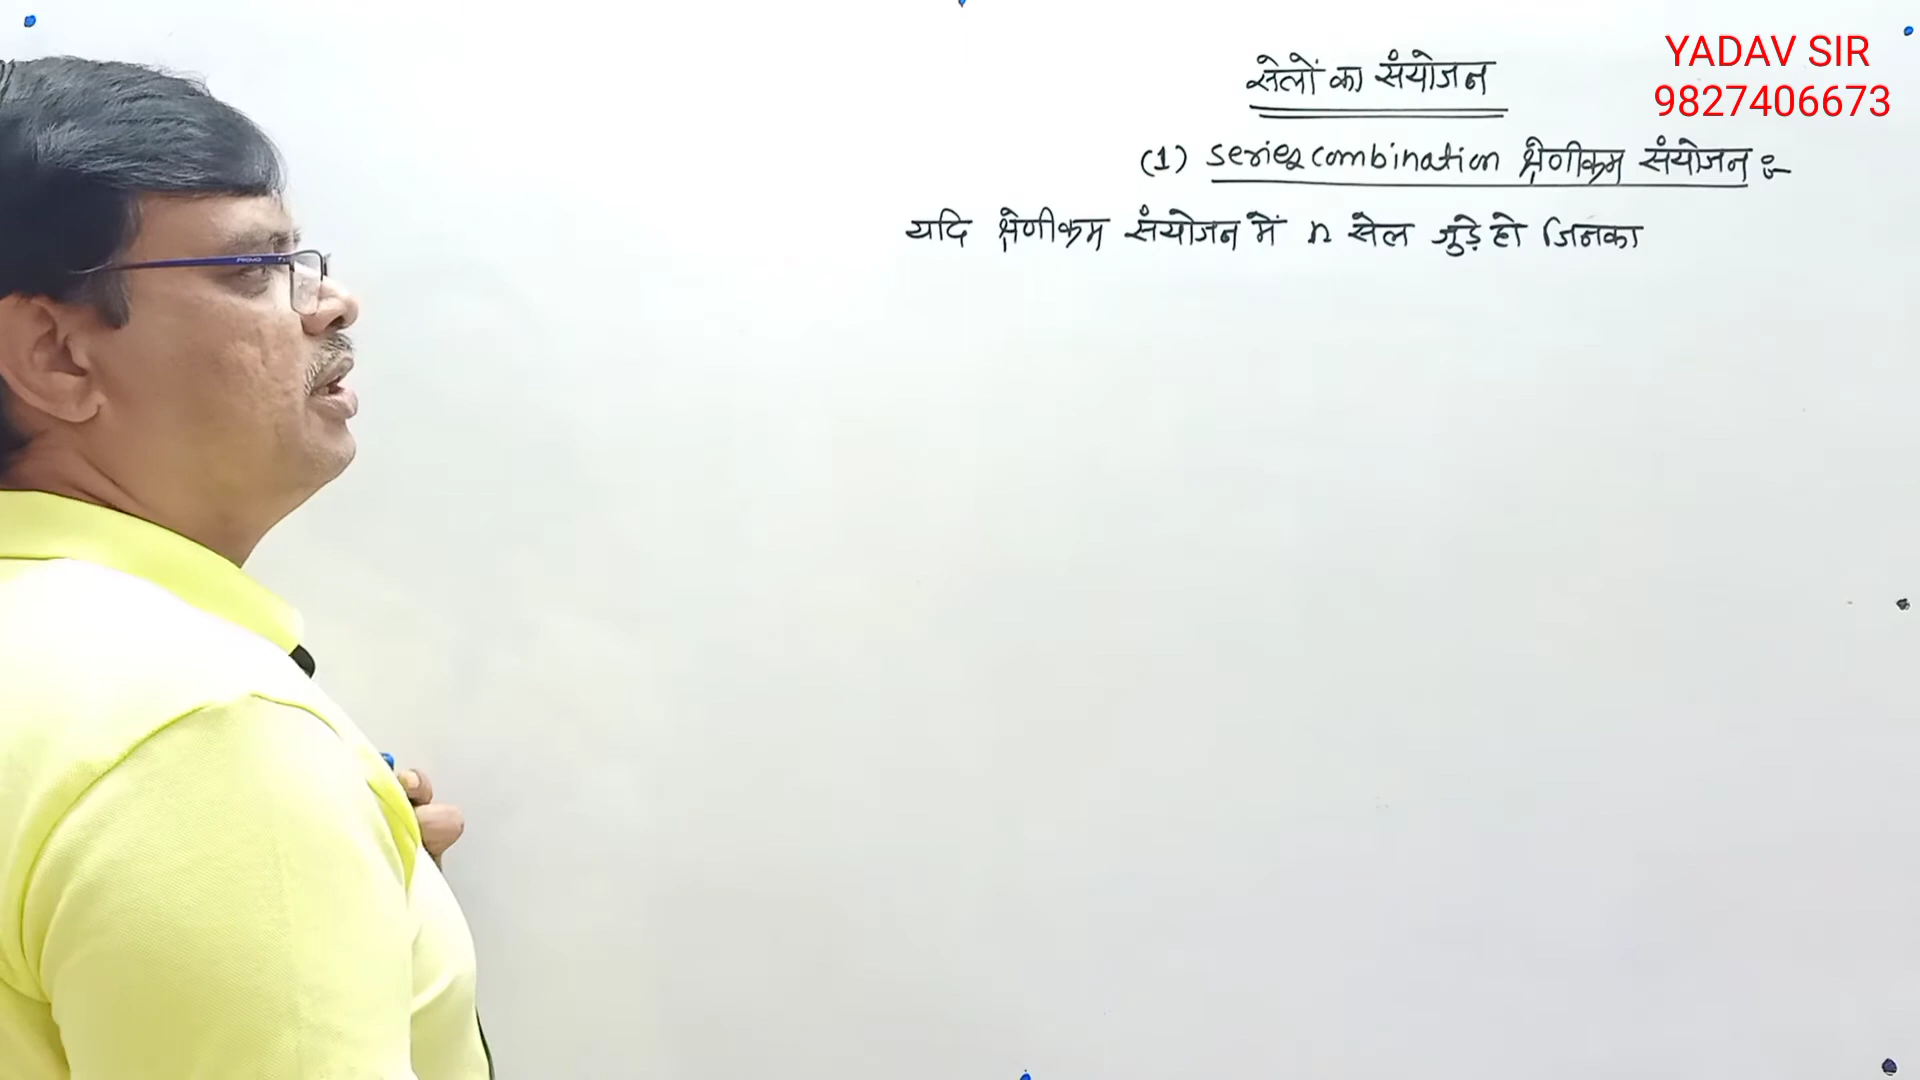 सेलों का संयोजन
YADAV SIR
9827406673
(1) series combination श्रेणीक्रम संयोजन :-
यदि श्रेणीक्रम संयोजन में n सेल जुड़े हो जिनका